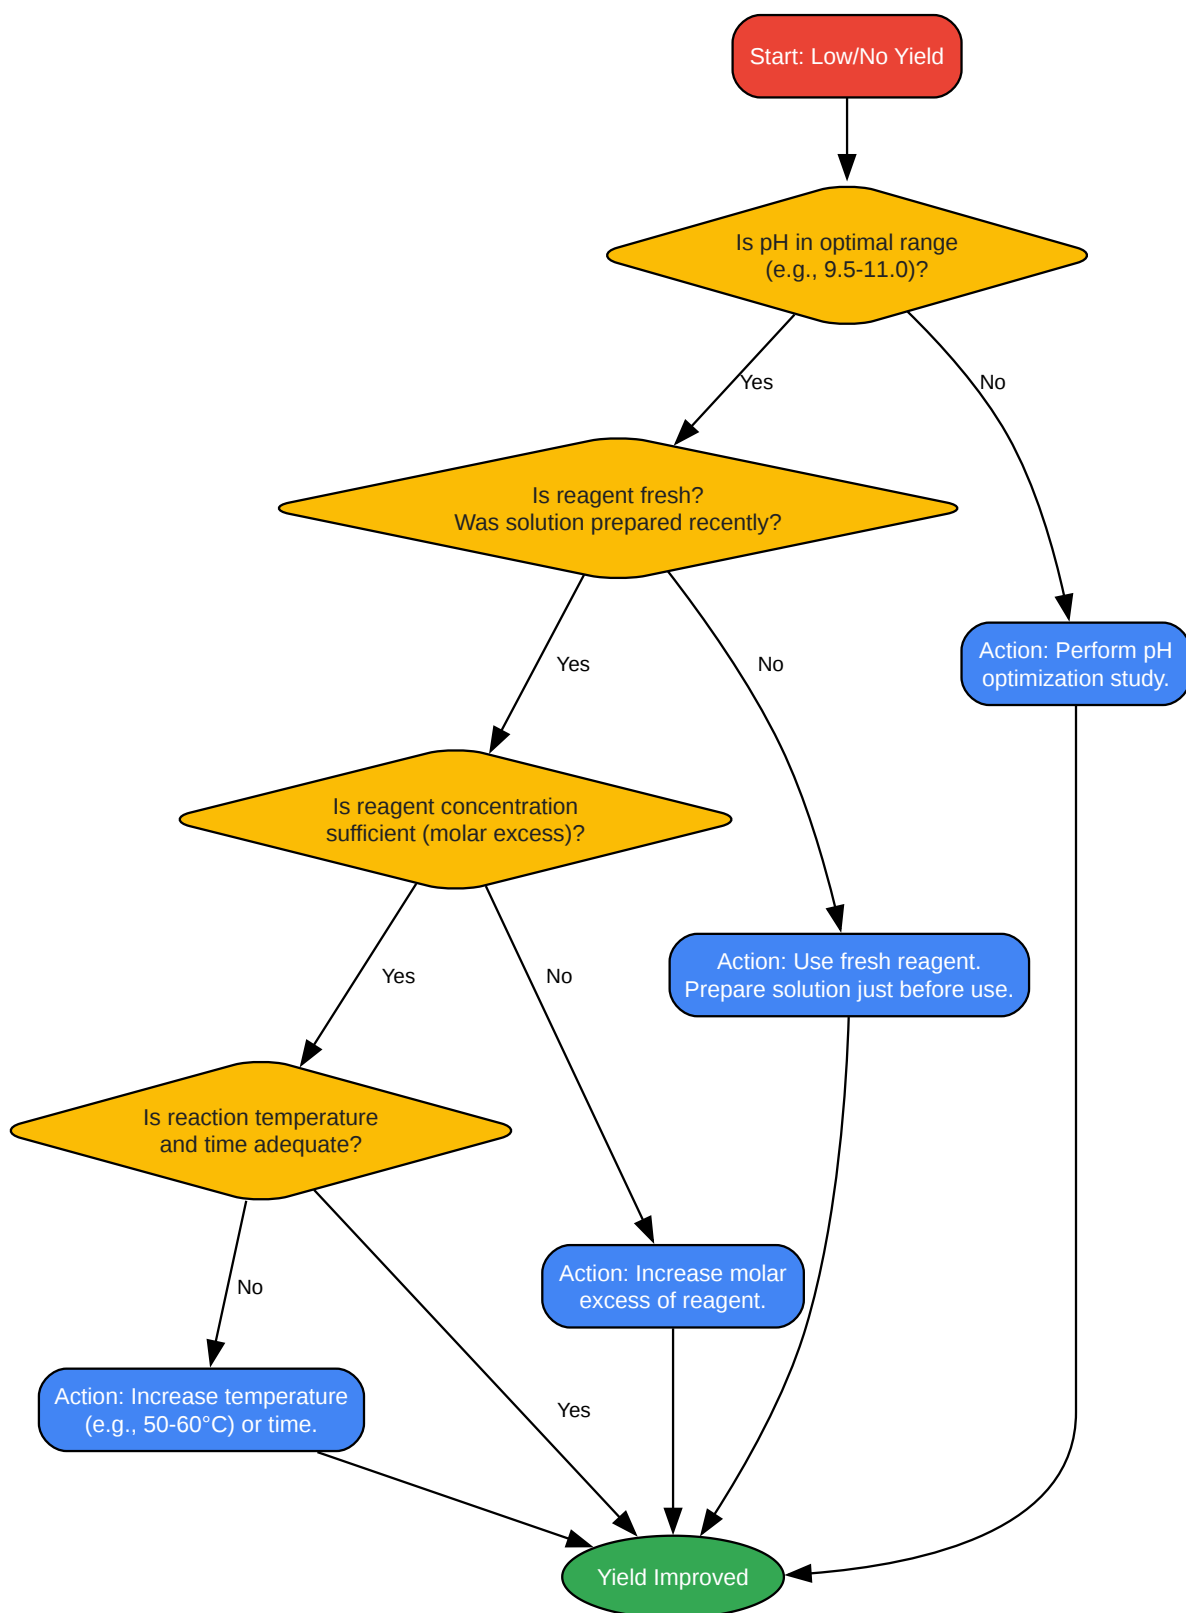 Start: Low/No Yield
Is pH in optimal range
(e.g., 9.5-11.0)?
Yes
No
Is reagent fresh?
Was solution prepared recently?
Yes
No
Action: Perform pH
optimization study.
Is reagent concentration
sufficient (molar excess)?
Yes
No
Action: Use fresh reagent.
Prepare solution just before use.
Is reaction temperature
and time adequate?
No
Yes
Action: Increase molar
excess of reagent.
Action: Increase temperature
(e.g., 50-60°C) or time.
Yield Improved